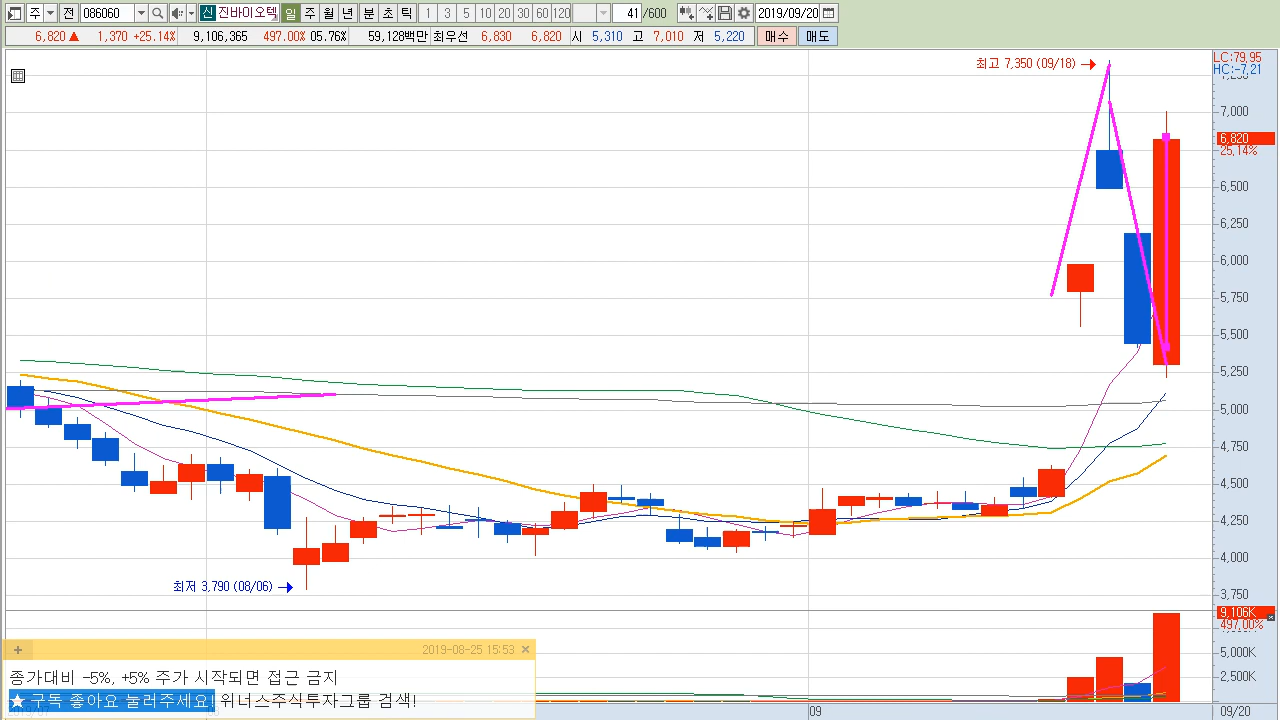 주 전 086060 신 진바이오텍 일 주 월 년 분 초 틱 1 3 5 10 20 30 60 120 41 /600 2019/09/20
6,820 ▲ 1,370 +25.14% 9,106,365 497.00% 05.76% 59,128백만 최우선 6,830 6,820 시 5,310 고 7,010 저 5,220 매수 매도
최고 7,350 (09/18)
LC:79.95
HC:-7.21
7,000
6,820
25.14%
6,500
6,250
6,000
5,750
5,500
5,250
5,000
4,750
4,500
4,250
4,000
최저 3,790 (08/06)
3,750
9,106K
497.00%
+ 2019-08-25 15:53 ×
5,000K
종가대비 -5%, +5% 주가 시작되면 접근 금지
2,500K
★ 구독 좋아요 눌러주세요! 위너스주식투자그룹 검색
09 09/20